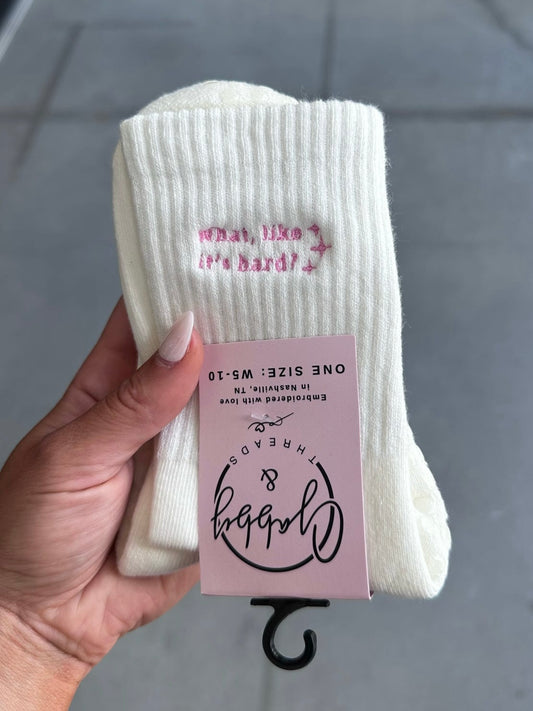 What, like
it's hard?
ONE SIZE: W5-10
Embroidered with love
in Nashville, TN
Gabby
&
THREADS